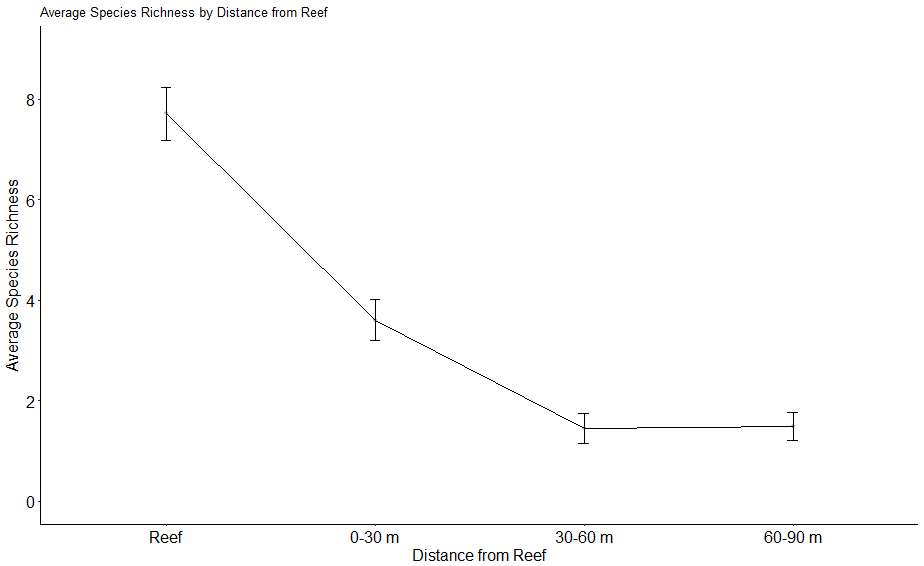 Average Species Richness by Distance from Reef
Average Species Richness
8
6
4
2
0
Reef
0-30 m
30-60 m
60-90 m
Distance from Reef